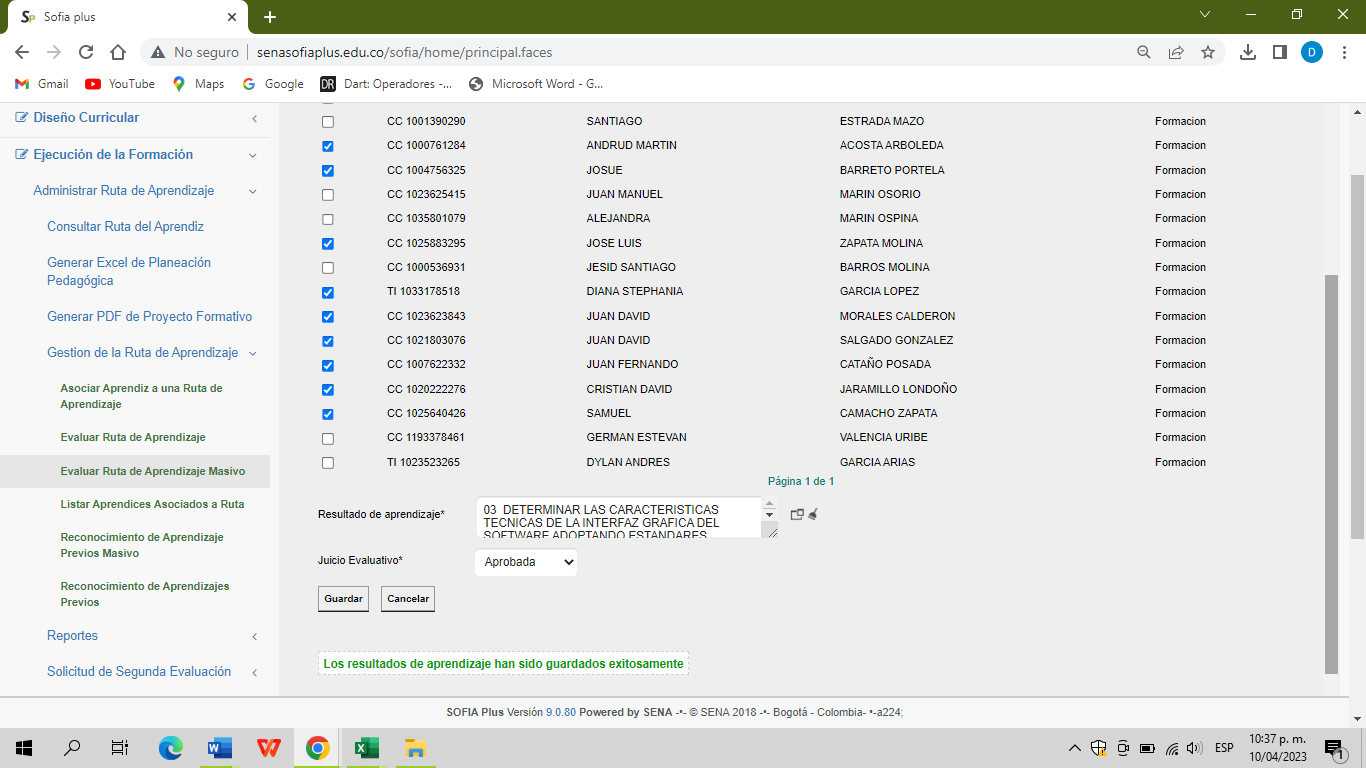 Sofia plus
No seguro
senasofiaplus.edu.co/sofia/home/principal.faces
D
Gmail
YouTube
Maps
Google
DR Dart: Operadores -...
Microsoft Word - G...
Diseño Curricular
Ejecución de la Formación
Administrar Ruta de Aprendizaje
Consultar Ruta del Aprendiz
Generar Excel de Planeación
Pedagógica
Generar PDF de Proyecto Formativo
Gestion de la Ruta de Aprendizaje
Asociar Aprendiz a una Ruta de
Aprendizaje
Evaluar Ruta de Aprendizaje
Evaluar Ruta de Aprendizaje Masivo
Listar Aprendices Asociados a Ruta
Reconocimiento de Aprendizaje
Previos Masivo
Reconocimiento de Aprendizajes
Previos
Reportes
Solicitud de Segunda Evaluación
CC 1001390290 SANTIAGO ESTRADA MAZO Formacion
CC 1000761284 ANDRUD MARTIN ACOSTA ARBOLEDA Formacion
CC 1004756325 JOSUE BARRETO PORTELA Formacion
CC 1023625415 JUAN MANUEL MARIN OSORIO Formacion
CC 1035801079 ALEJANDRA MARIN OSPINA Formacion
CC 1025883295 JOSE LUIS ZAPATA MOLINA Formacion
CC 1000536931 JESID SANTIAGO BARROS MOLINA Formacion
TI 1033178518 DIANA STEPHANIA GARCIA LOPEZ Formacion
CC 1023623843 JUAN DAVID MORALES CALDERON Formacion
CC 1021803076 JUAN DAVID SALGADO GONZALEZ Formacion
CC 1007622332 JUAN FERNANDO CATAÑO POSADA Formacion
CC 1020222276 CRISTIAN DAVID JARAMILLO LONDOÑO Formacion
CC 1025640426 SAMUEL CAMACHO ZAPATA Formacion
CC 1193378461 GERMAN ESTEVAN VALENCIA URIBE Formacion
TI 1023523265 DYLAN ANDRES GARCIA ARIAS Formacion
Página 1 de 1
Resultado de aprendizaje*
03 DETERMINAR LAS CARACTERISTICAS
TECNICAS DE LA INTERFAZ GRAFICA DEL
SOFTWARE ADOPTANDO ESTANDARES
Juicio Evaluativo*
Aprobada
Guardar
Cancelar
Los resultados de aprendizaje han sido guardados exitosamente
SOFIA Plus Versión 9.0.80 Powered by SENA -•- © SENA 2018 -•- Bogotá - Colombia- •-a224;
ESP
10:37 p. m.
10/04/2023
1